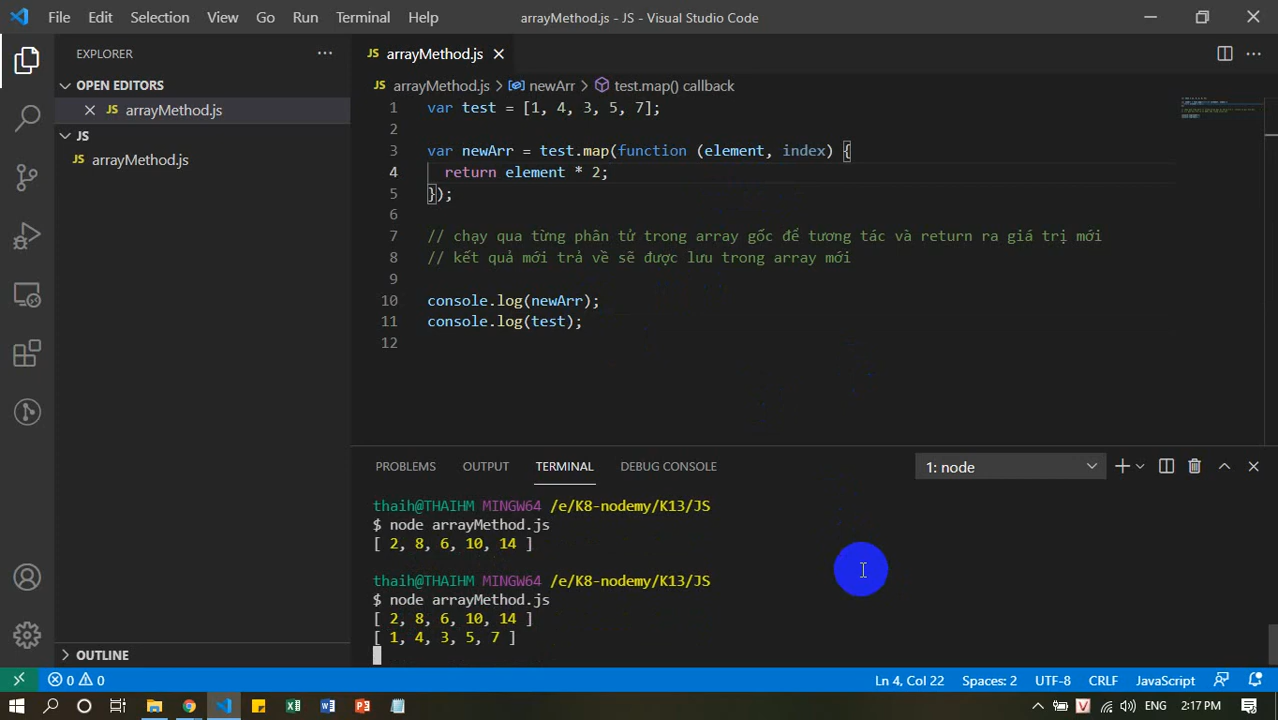 File Edit Selection View Go Run Terminal Help arrayMethod.js - JS - Visual Studio Code
EXPLORER
OPEN EDITORS
JS arrayMethod.js
JS
JS arrayMethod.js
OUTLINE
JS arrayMethod.js
JS arrayMethod.js > newArr > test.map() callback
1 var test = [1, 4, 3, 5, 7];
2
3 var newArr = test.map(function (element, index) {
4 return element * 2;
5 });
6
7 // chạy qua từng phân tử trong array gốc để tương tác và return ra giá trị mới
8 // kết quả mới trả về sẽ được lưu trong array mới
9
10 console.log(newArr);
11 console.log(test);
12
PROBLEMS OUTPUT TERMINAL DEBUG CONSOLE 1: node
thaih@THAIHM MINGW64 /e/K8-nodemy/K13/JS
$ node arrayMethod.js
[ 2, 8, 6, 10, 14 ]
thaih@THAIHM MINGW64 /e/K8-nodemy/K13/JS
$ node arrayMethod.js
[ 2, 8, 6, 10, 14 ]
[ 1, 4, 3, 5, 7 ]
0 0 Ln 4, Col 22 Spaces: 2 UTF-8 CRLF JavaScript
ENG 2:17 PM